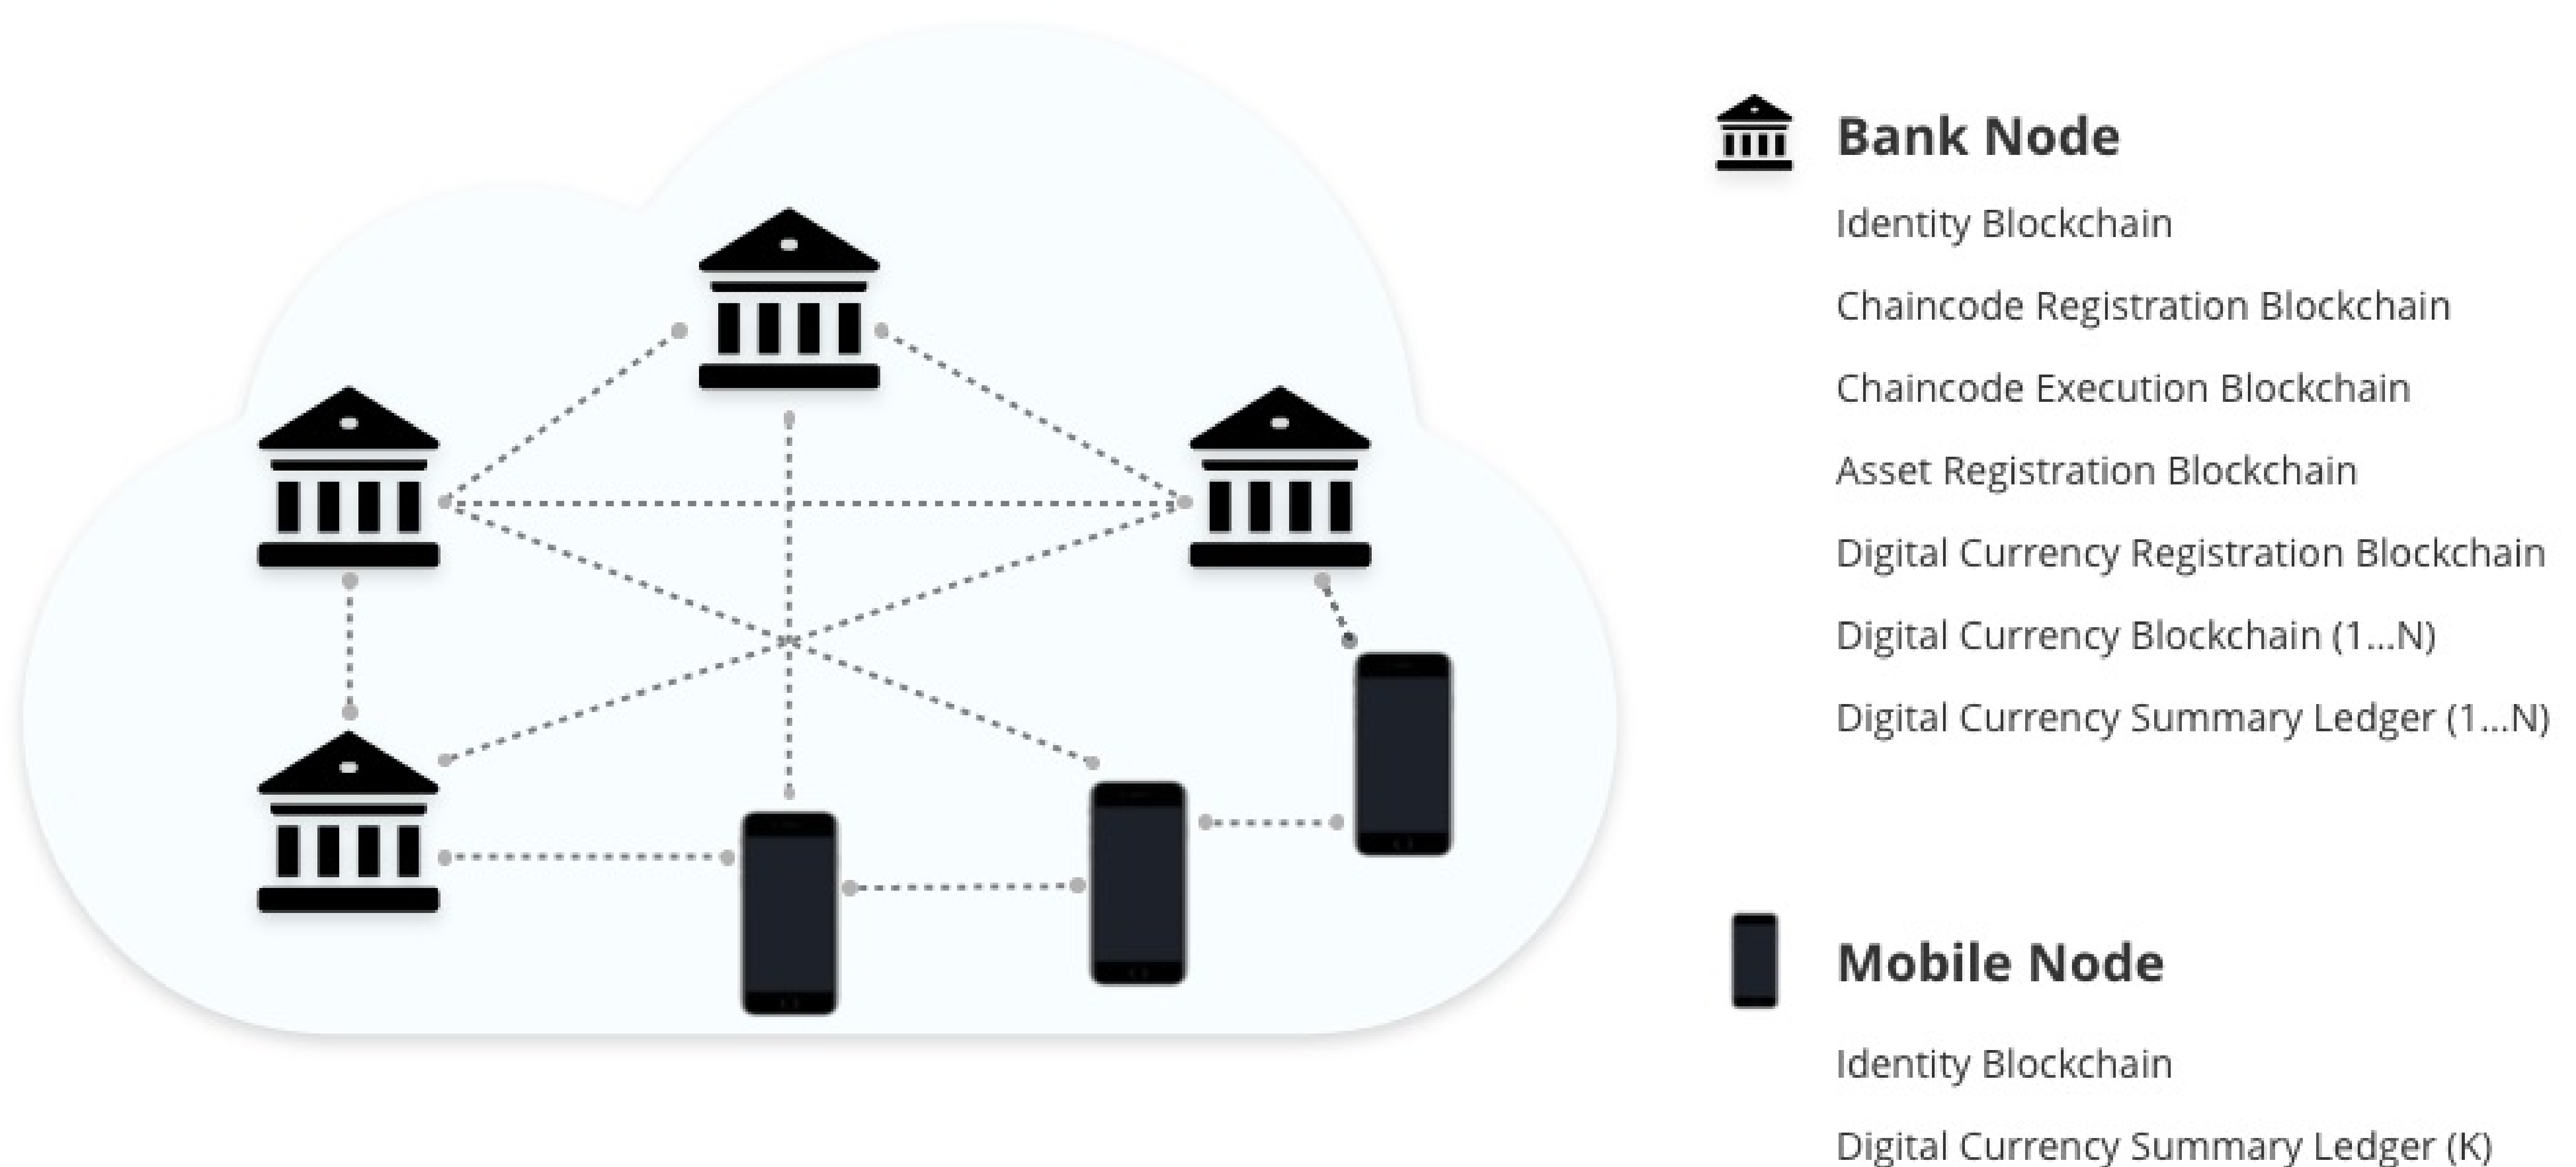 Bank Node
Identity Blockchain
Chaincode Registration Blockchain
Chaincode Execution Blockchain
Asset Registration Blockchain
Digital Currency Registration Blockchain
Digital Currency Blockchain (1...N)
Digital Currency Summary Ledger (1...N)
Mobile Node
Identity Blockchain
Digital Currency Summary Ledger (K)